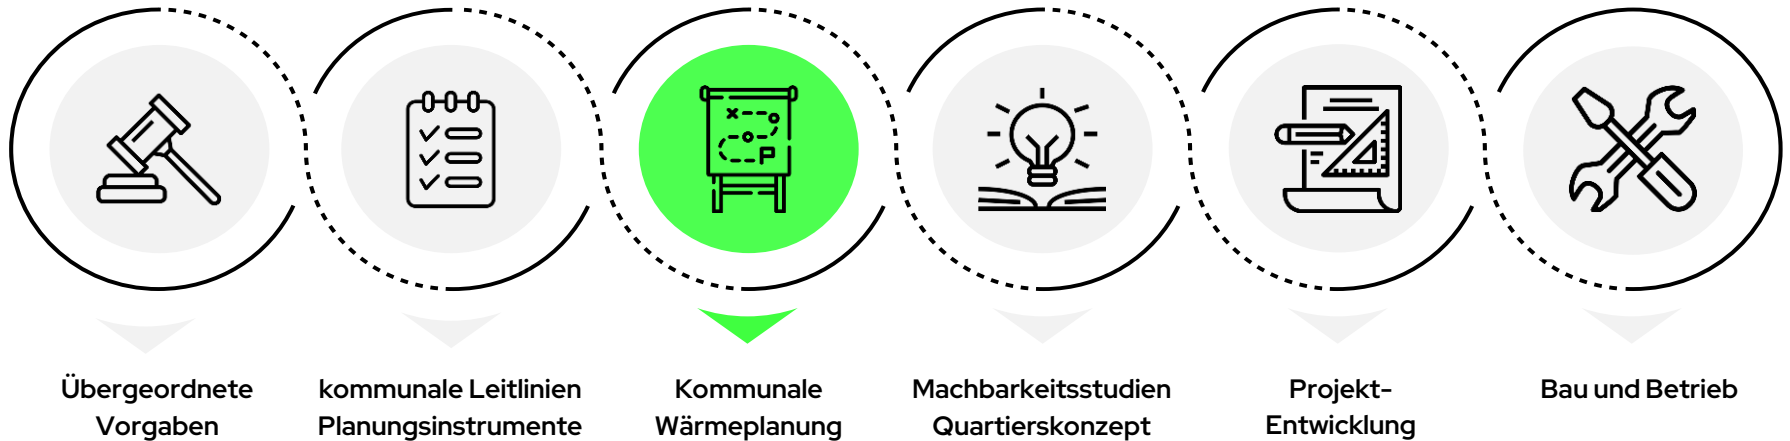 Übergeordnete
Vorgaben
kommunale Leitlinien
Planungsinstrumente
Kommunale
Wärmeplanung
Machbarkeitsstudien
Quartierskonzept
Projekt-
Entwicklung
Bau und Betrieb